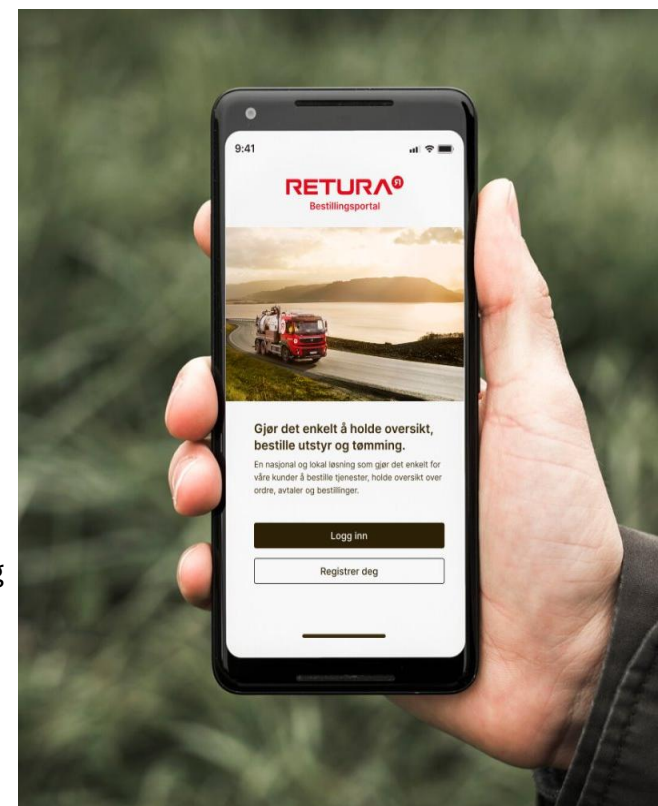 9:41
RETURA
Bestillingsportal
Gjør det enkelt å holde oversikt,
bestille utstyr og tømming.
En nasjonal og lokal løsning som gjør det enkelt for
våre kunder å bestille tjenester, holde oversikt over
ordre, avtaler og bestillinger.
Logg inn
Registrer deg